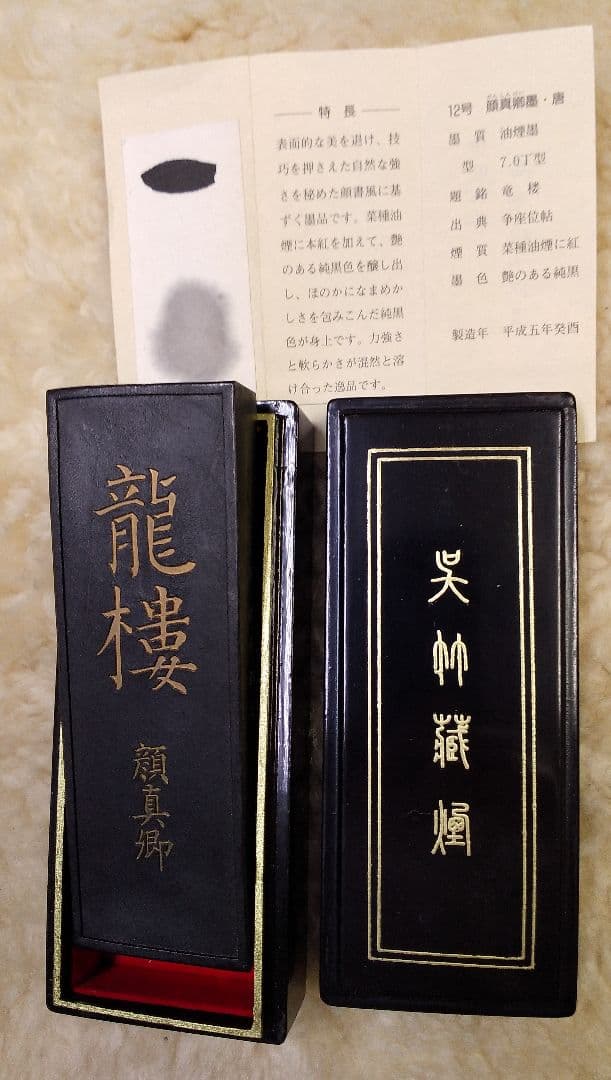 特長
表面的な美を退け、技
巧を押さえた自然な強
さを秘めた顔書風に基
ずく墨品です。菜種油
煙に本紅を加えて、艶
のある純黒色を醸し出
し、ほのかになまめか
しさを包みこんだ純黒
色が身上です。力強さ
と軟らかさが混然と溶
け合った逸品です。
12号 顔真卿墨・唐
墨質 油煙墨
型 7.0丁型
題銘 竜楼
出典 争座位帖
煙質 菜種油煙に紅
墨色 艶のある純黒
製造年 平成五年癸酉
龍樓
顔真卿
呉竹藏煙